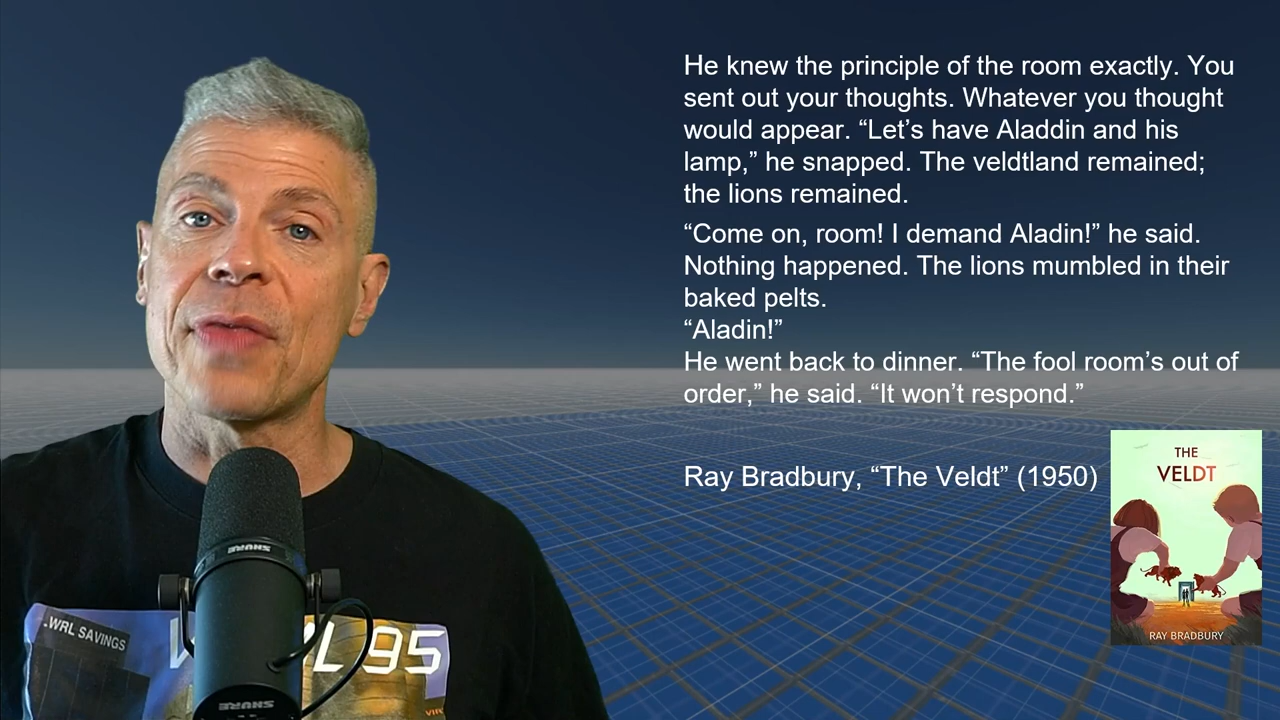 He knew the principle of the room exactly. You
sent out your thoughts. Whatever you thought
would appear. “Let’s have Aladdin and his
lamp,” he snapped. The veldtland remained;
the lions remained.
“Come on, room! I demand Aladin!” he said.
Nothing happened. The lions mumbled in their
baked pelts.
“Aladin!”
He went back to dinner. “The fool room’s out of
order,” he said. “It won’t respond.”
Ray Bradbury, “The Veldt” (1950)
THE
VELDT
RAY BRADBURY
SHURE
.WRL SAVINGS
95
SHURE